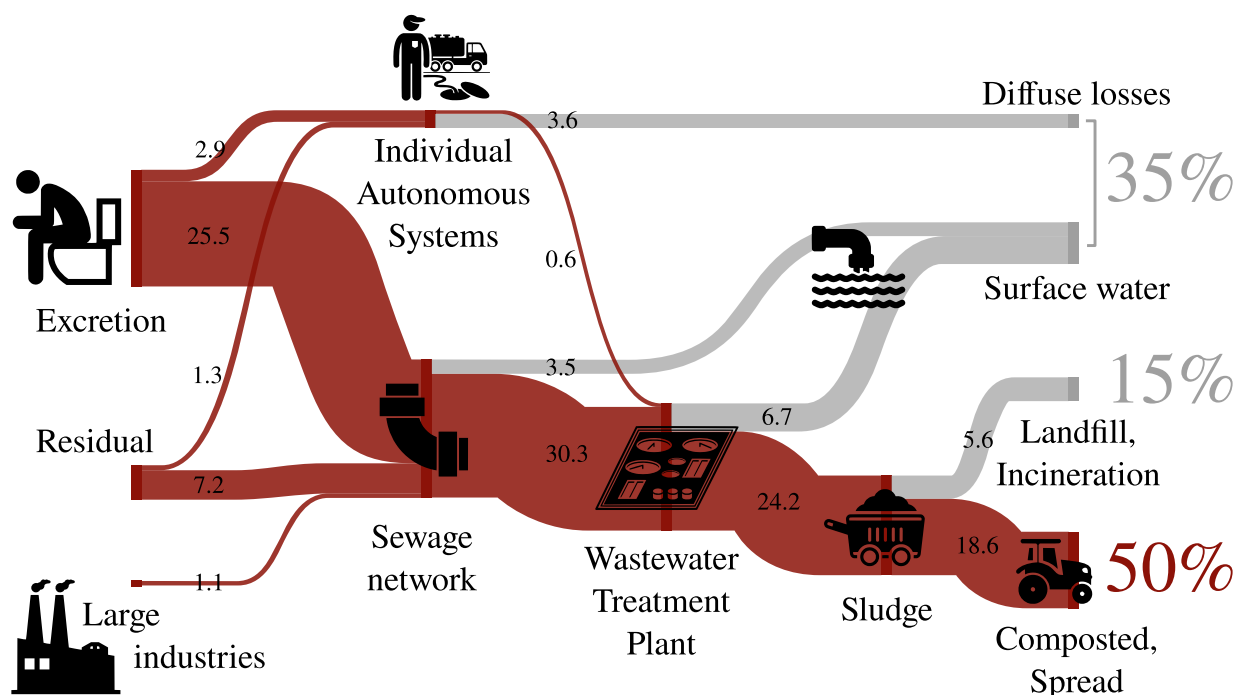 Diffuse losses
3.6
2.9
Individual
Autonomous
Systems
35%
25.5
0.6
Surface water
Excretion
3.5
1.3
15%
6.7
Landfill,
Incineration
5.6
Residual
30.3
7.2
24.2
Sewage
network
18.6
50%
Wastewater
Treatment
Plant
1.1
Large
industries
Sludge
Composted,
Spread